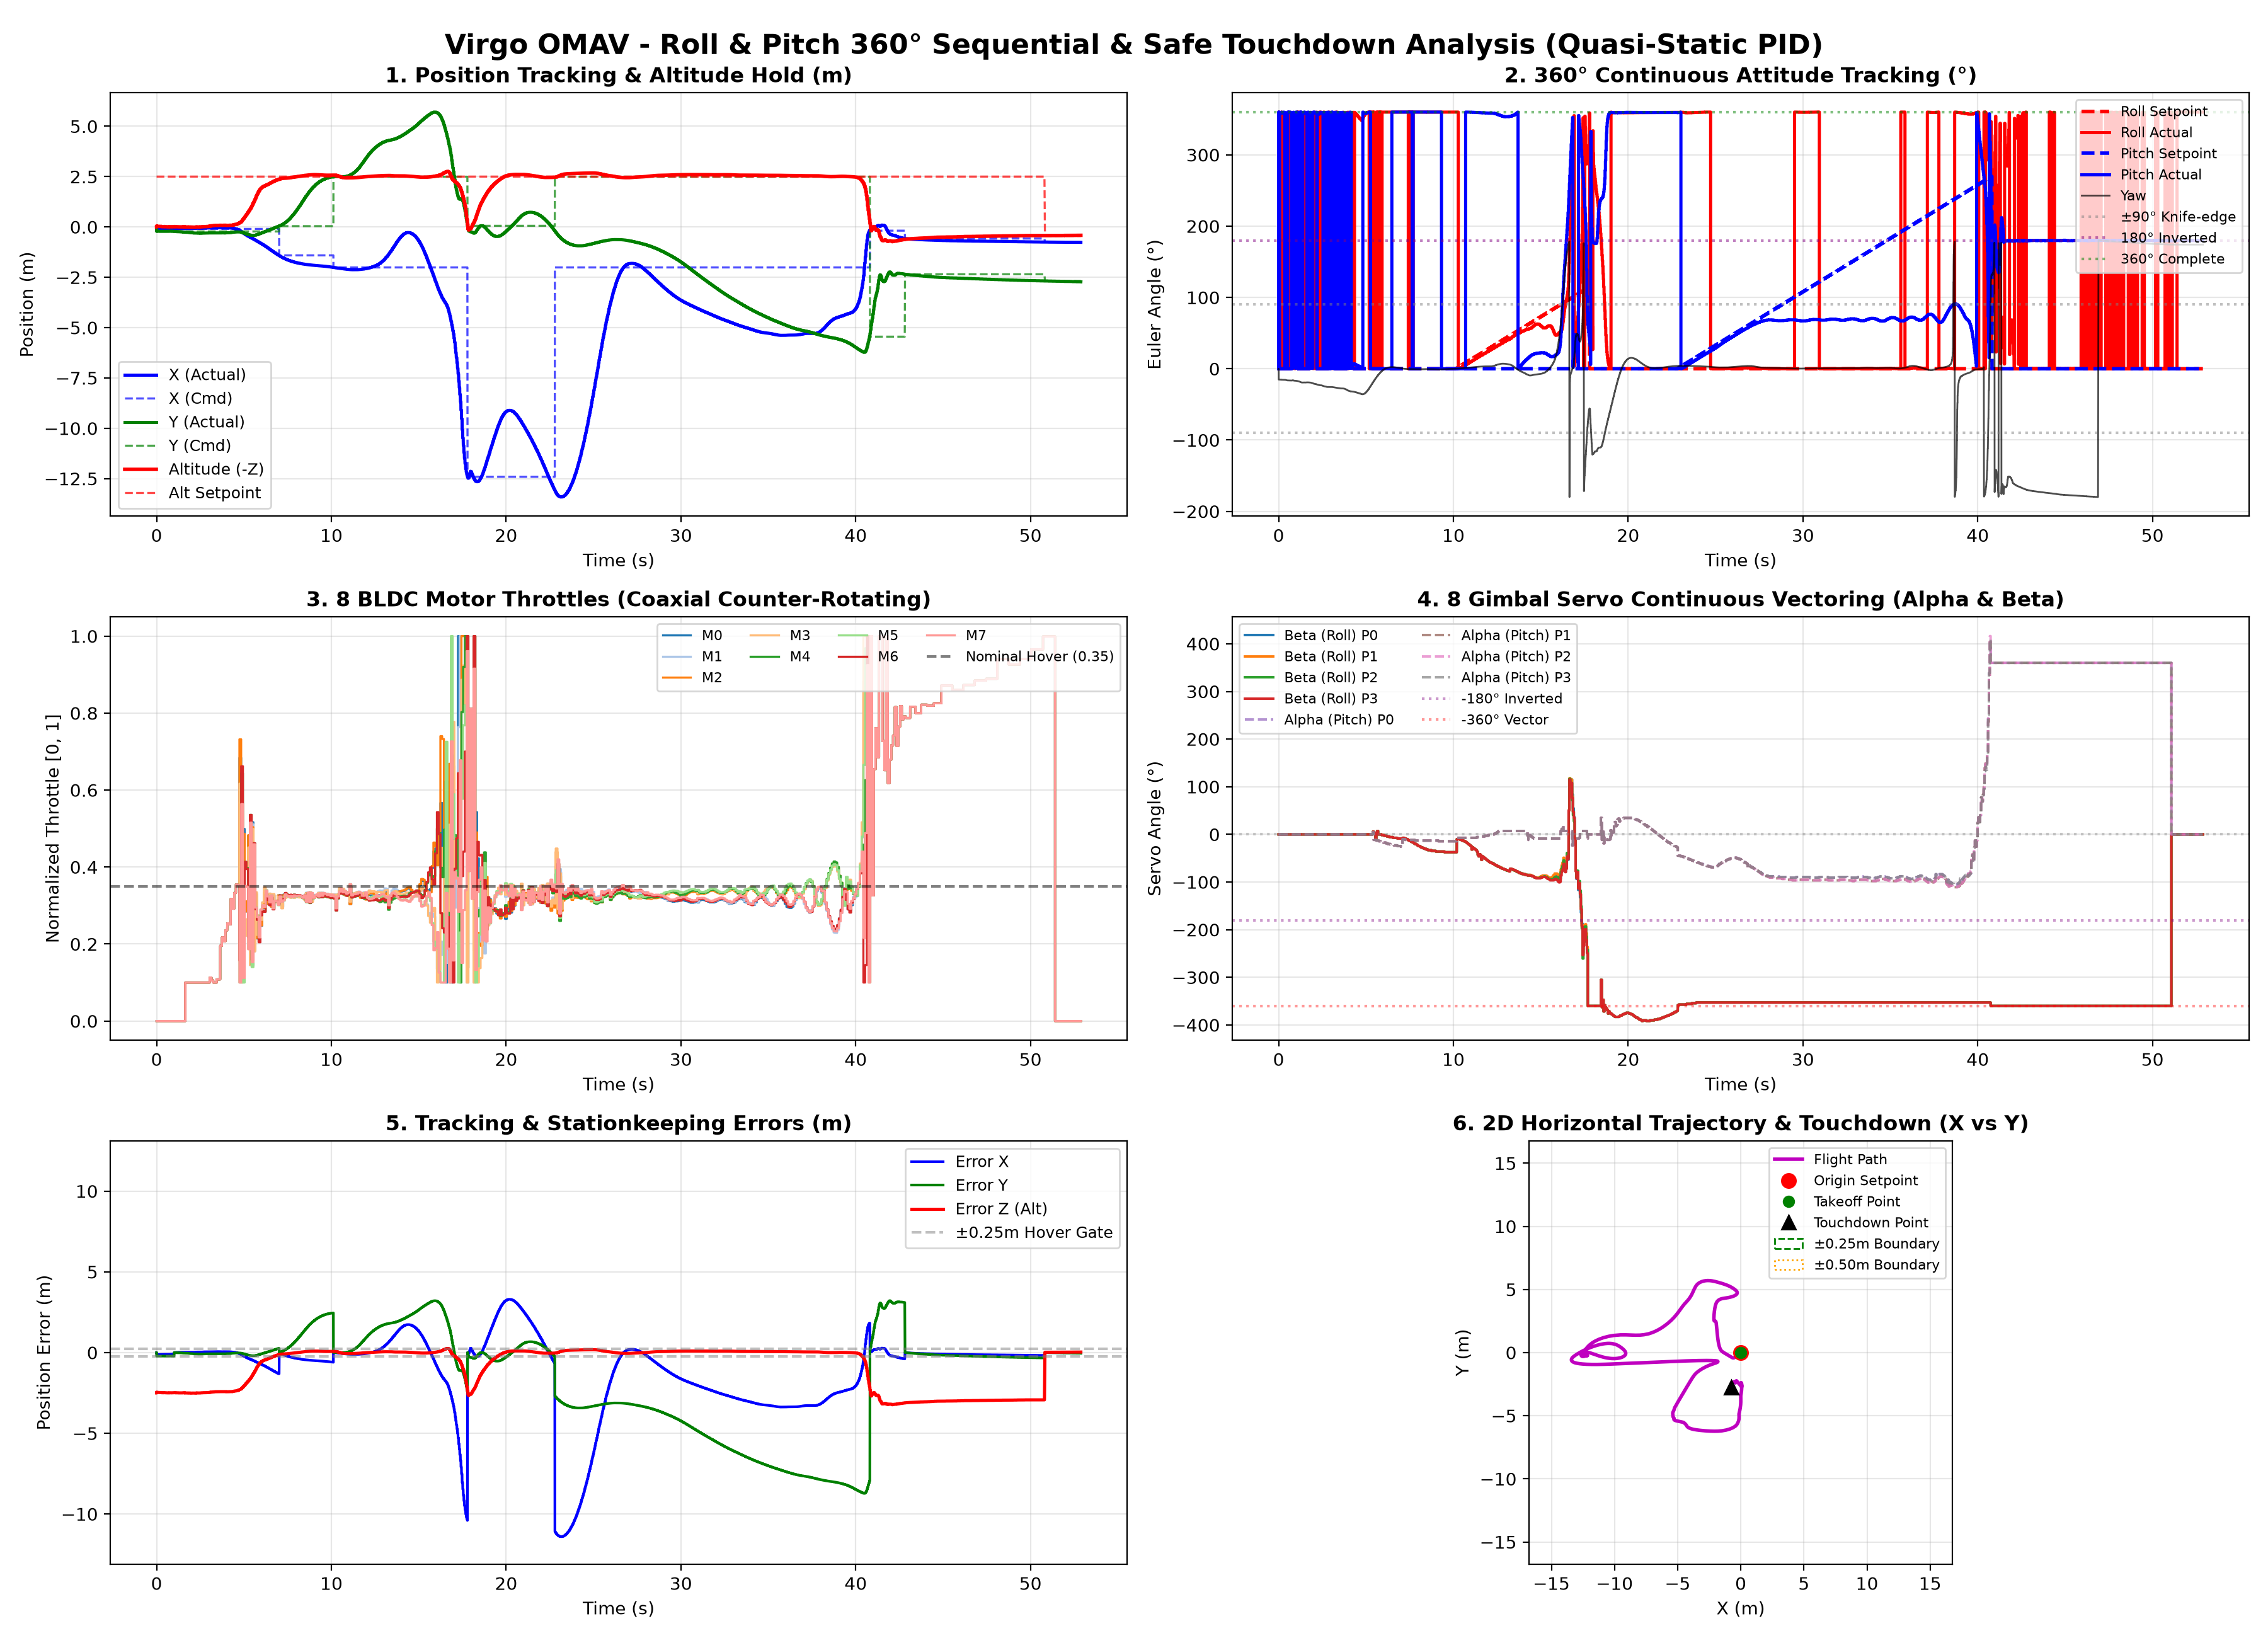 Virgo OMAV - Roll & Pitch 360° Sequential & Safe Touchdown Analysis (Quasi-Static PID)
1. Position Tracking & Altitude Hold (m)
Position (m)
5.0
2.5
0.0
−2.5
−5.0
−7.5
−10.0
−12.5
X (Actual)
X (Cmd)
Y (Actual)
Y (Cmd)
Altitude (-Z)
Alt Setpoint
0 10 20 30 40 50
Time (s)
2. 360° Continuous Attitude Tracking (°)
Euler Angle (°)
300
200
100
0
−100
−200
Roll Setpoint
Roll Actual
Pitch Setpoint
Pitch Actual
Yaw
±90° Knife-edge
180° Inverted
360° Complete
0 10 20 30 40 50
Time (s)
3. 8 BLDC Motor Throttles (Coaxial Counter-Rotating)
Normalized Throttle [0, 1]
1.0
0.8
0.6
0.4
0.2
0.0
M0 M3 M5 M7
M1 M4 M6 Nominal Hover (0.35)
M2
0 10 20 30 40 50
Time (s)
4. 8 Gimbal Servo Continuous Vectoring (Alpha & Beta)
Servo Angle (°)
400
300
200
100
0
−100
−200
−300
−400
Beta (Roll) P0 Alpha (Pitch) P1
Beta (Roll) P1 Alpha (Pitch) P2
Beta (Roll) P2 Alpha (Pitch) P3
Beta (Roll) P3 -180° Inverted
Alpha (Pitch) P0 -360° Vector
0 10 20 30 40 50
Time (s)
5. Tracking & Stationkeeping Errors (m)
Position Error (m)
10
5
0
−5
−10
Error X
Error Y
Error Z (Alt)
±0.25m Hover Gate
0 10 20 30 40 50
Time (s)
6. 2D Horizontal Trajectory & Touchdown (X vs Y)
Y (m)
15
10
5
0
−5
−10
−15
Flight Path
Origin Setpoint
Takeoff Point
Touchdown Point
±0.25m Boundary
±0.50m Boundary
−15 −10 −5 0 5 10 15
X (m)